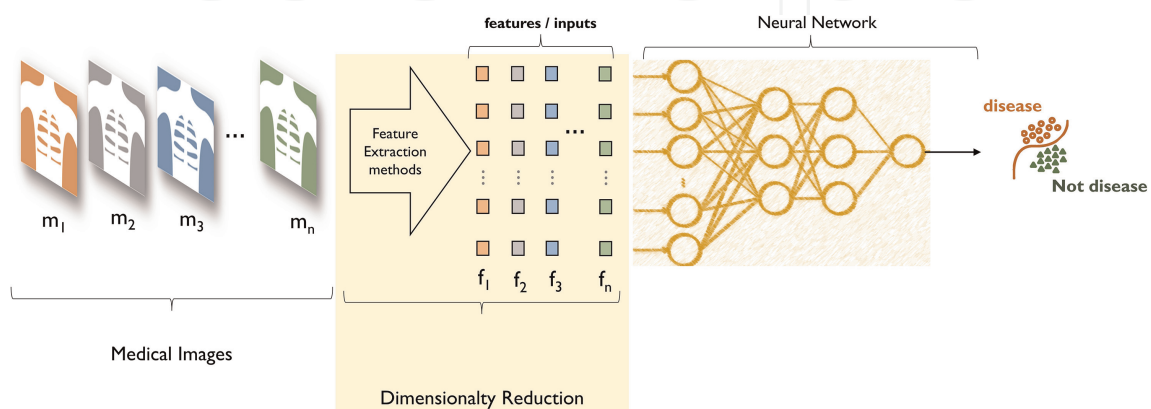 features / inputs
Neural Network
Feature
Extraction
methods
...
...
disease
Not disease
m1
m2
m3
mn
f1
f2
f3
fn
Medical Images
Dimensionalty Reduction